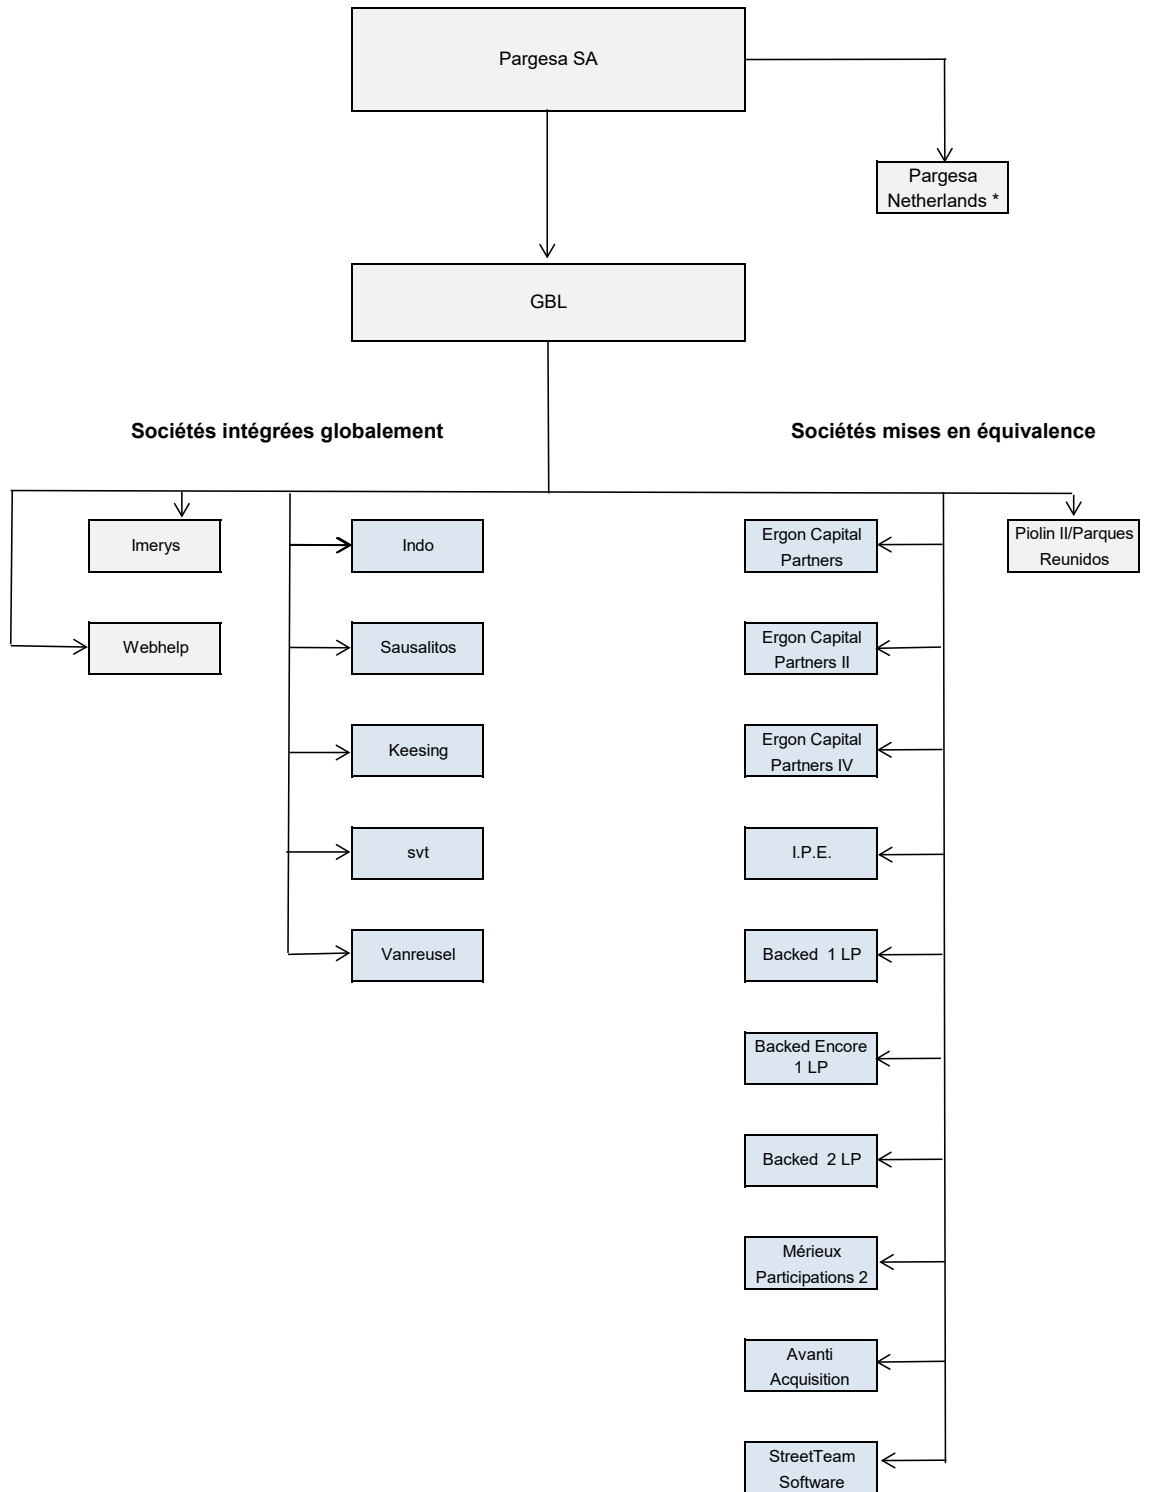 Pargesa SA
Pargesa
Netherlands *
GBL
Sociétés intégrées globalement
Sociétés mises en équivalence
Imerys
Indo
Ergon Capital
Partners
Piolin II/Parques
Reunidos
Webhelp
Sausalitos
Ergon Capital
Partners II
Keesing
Ergon Capital
Partners IV
svt
I.P.E.
Vanreusel
Backed 1 LP
Backed Encore
1 LP
Backed 2 LP
Mérieux
Participations 2
Avanti
Acquisition
StreetTeam
Software